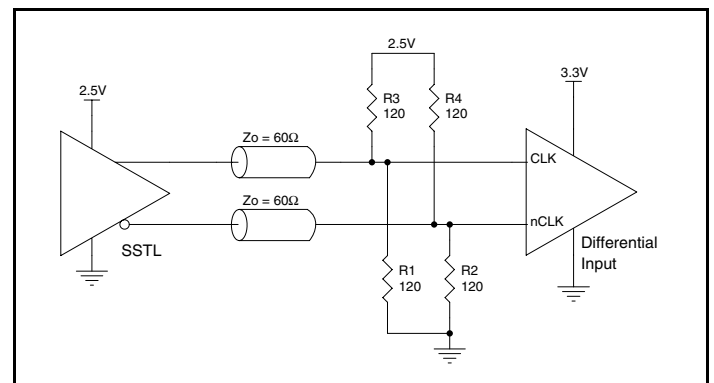 2.5V
3.3V
2.5V
R3
120
R4
120
Zo = 60Ω
CLK
Zo = 60Ω
nCLK
SSTL
Differential
Input
R1
120
R2
120